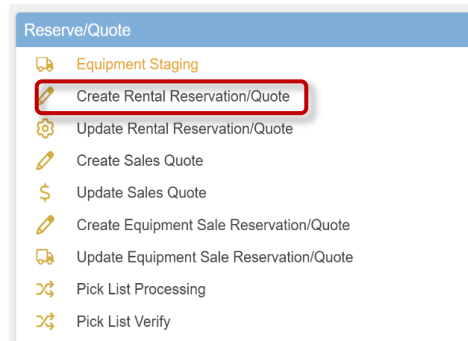 Reserve/Quote
Equipment Staging
Create Rental Reservation/Quote
Update Rental Reservation/Quote
Create Sales Quote
Update Sales Quote
Create Equipment Sale Reservation/Quote
Update Equipment Sale Reservation/Quote
Pick List Processing
Pick List Verify